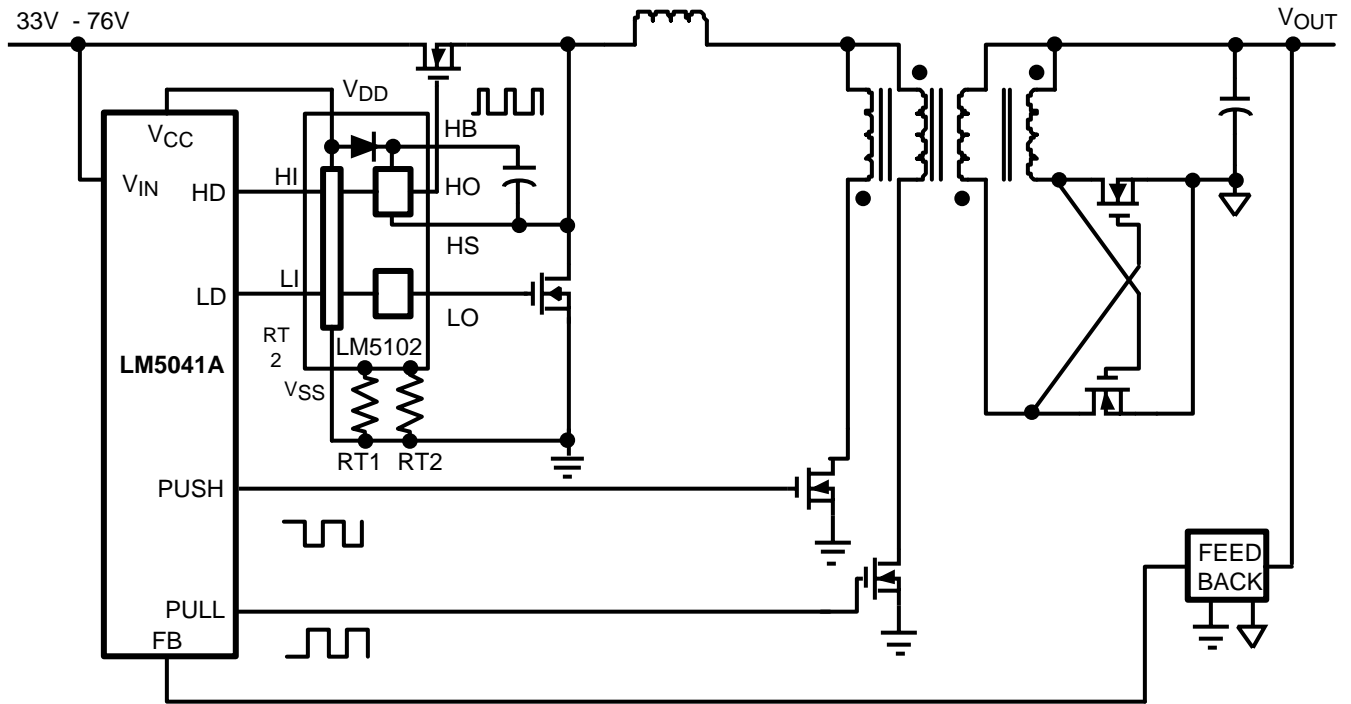 33V - 76V
VOUT
VDD
VCC
HB
VIN
HD
HI
HO
HS
LI
LD
LO
RT
2
LM5102
LM5041A
VSS
RT1
RT2
PUSH
FEED
BACK
PULL
FB